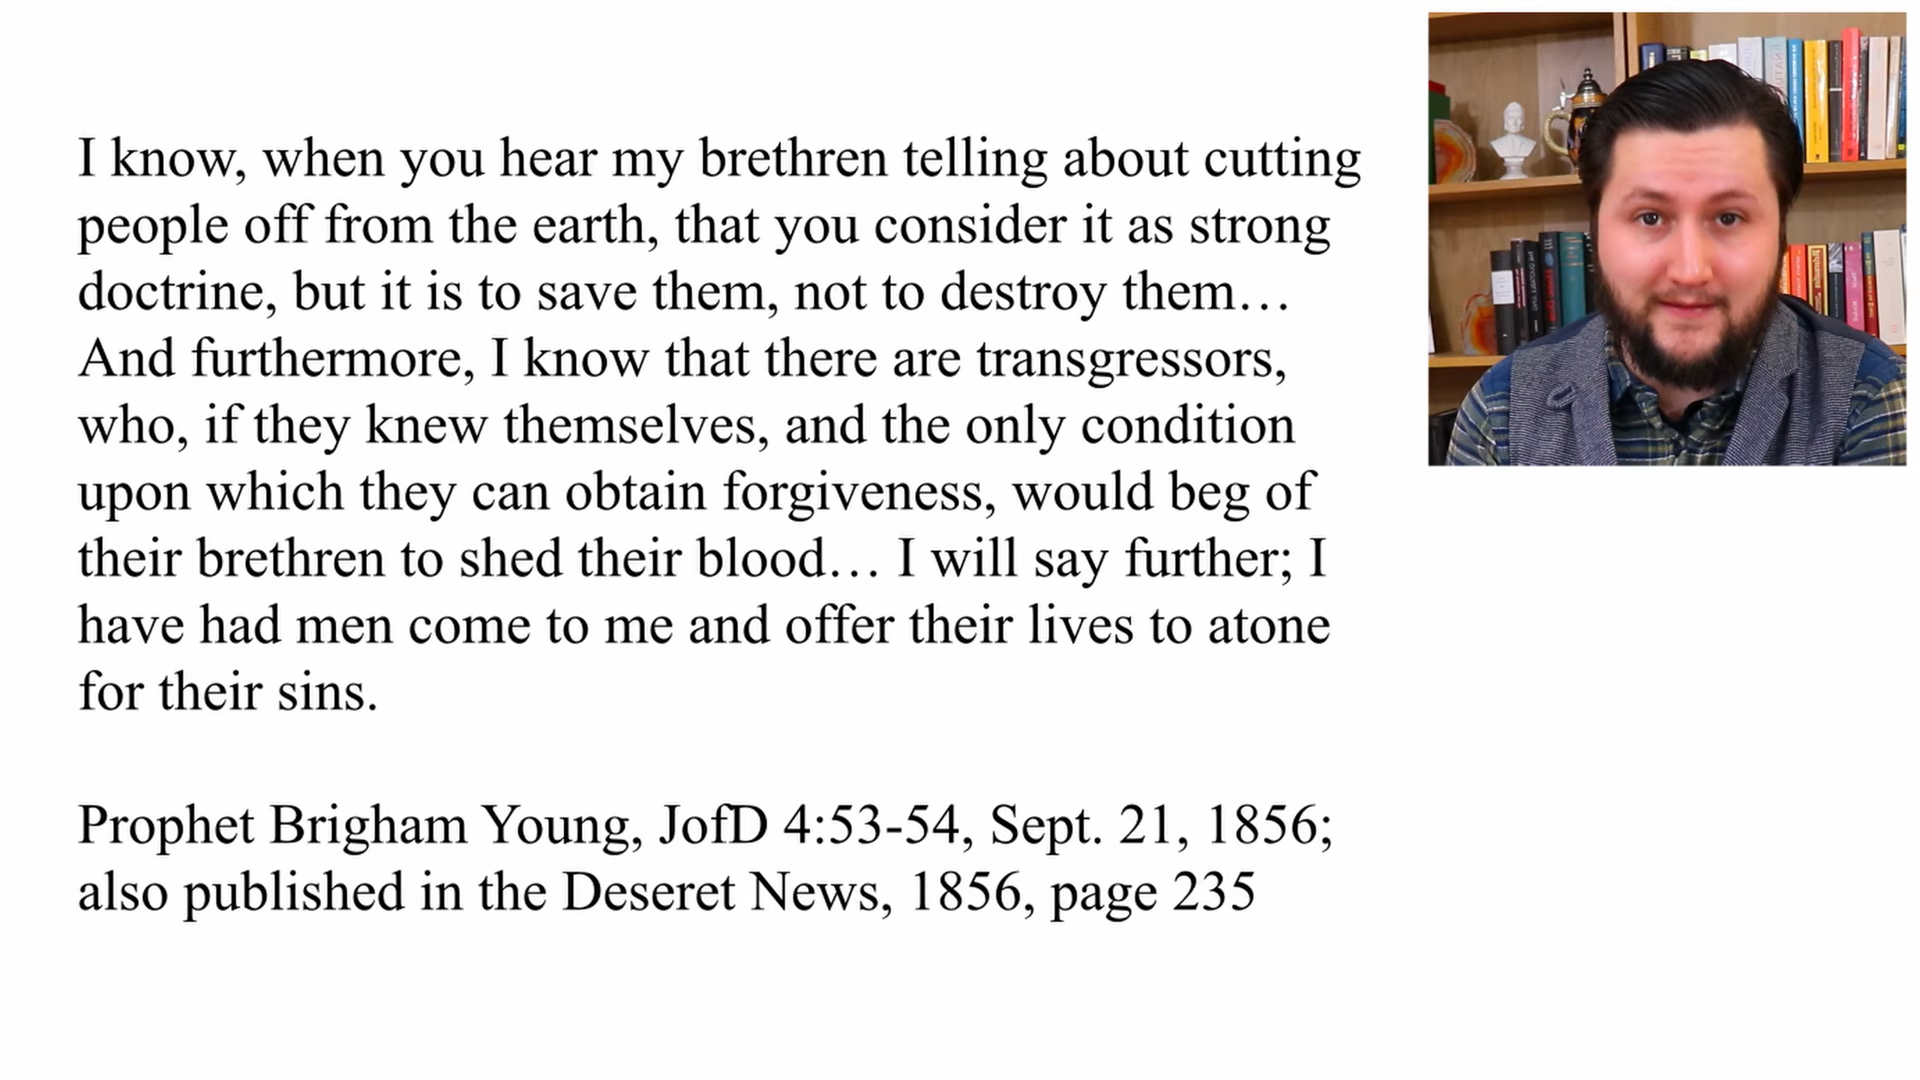 I know, when you hear my brethren telling about cutting
people off from the earth, that you consider it as strong
doctrine, but it is to save them, not to destroy them…
And furthermore, I know that there are transgressors,
who, if they knew themselves, and the only condition
upon which they can obtain forgiveness, would beg of
their brethren to shed their blood… I will say further; I
have had men come to me and offer their lives to atone
for their sins.
Prophet Brigham Young, JofD 4:53-54, Sept. 21, 1856;
also published in the Deseret News, 1856, page 235